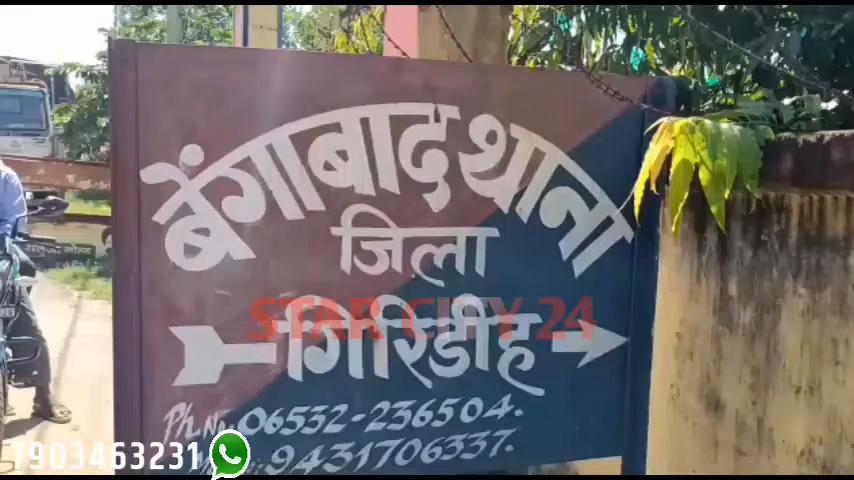 बेंगाबाद थाना
जिला
गिरिडीह
STAR CITY 24
Ph. No. 06532-236504.
9431706337.
7903463231